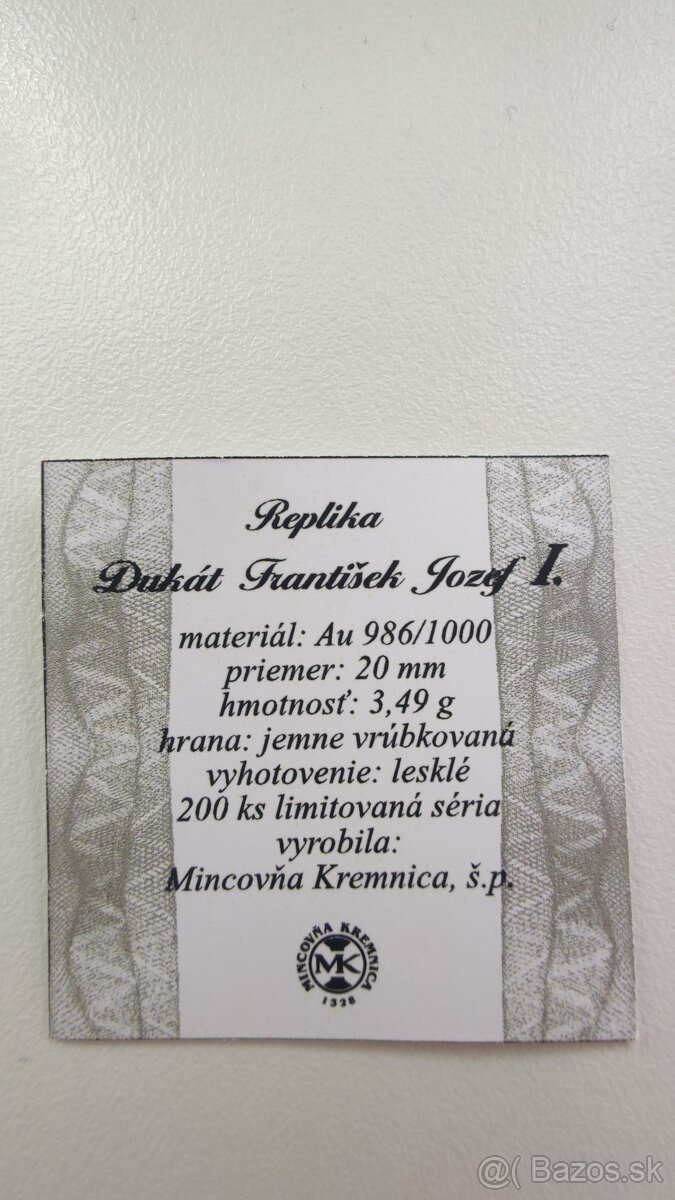 Replika
Dukát František Jozef I.
materiál: Au 986/1000
priemer: 20 mm
hmotnosť: 3,49 g
hrana: jemne vrúbkovaná
vyhotovenie: lesklé
200 ks limitovaná séria
vyrobila:
Mincovňa Kremnica, š.p.
MINCOVŇA KREMNICA
MK
1328
@( Bazos.sk